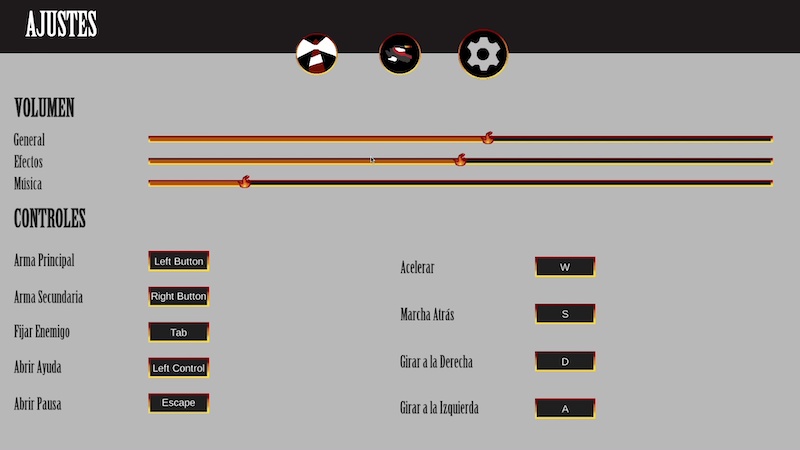 AJUSTES
VOLUMEN
General
Efectos
Música
CONTROLES
Arma Principal Left Button
Arma Secundaria Right Button
Fijar Enemigo Tab
Abrir Ayuda Left Control
Abrir Pausa Escape
Acelerar W
Marcha Atrás S
Girar a la Derecha D
Girar a la Izquierda A